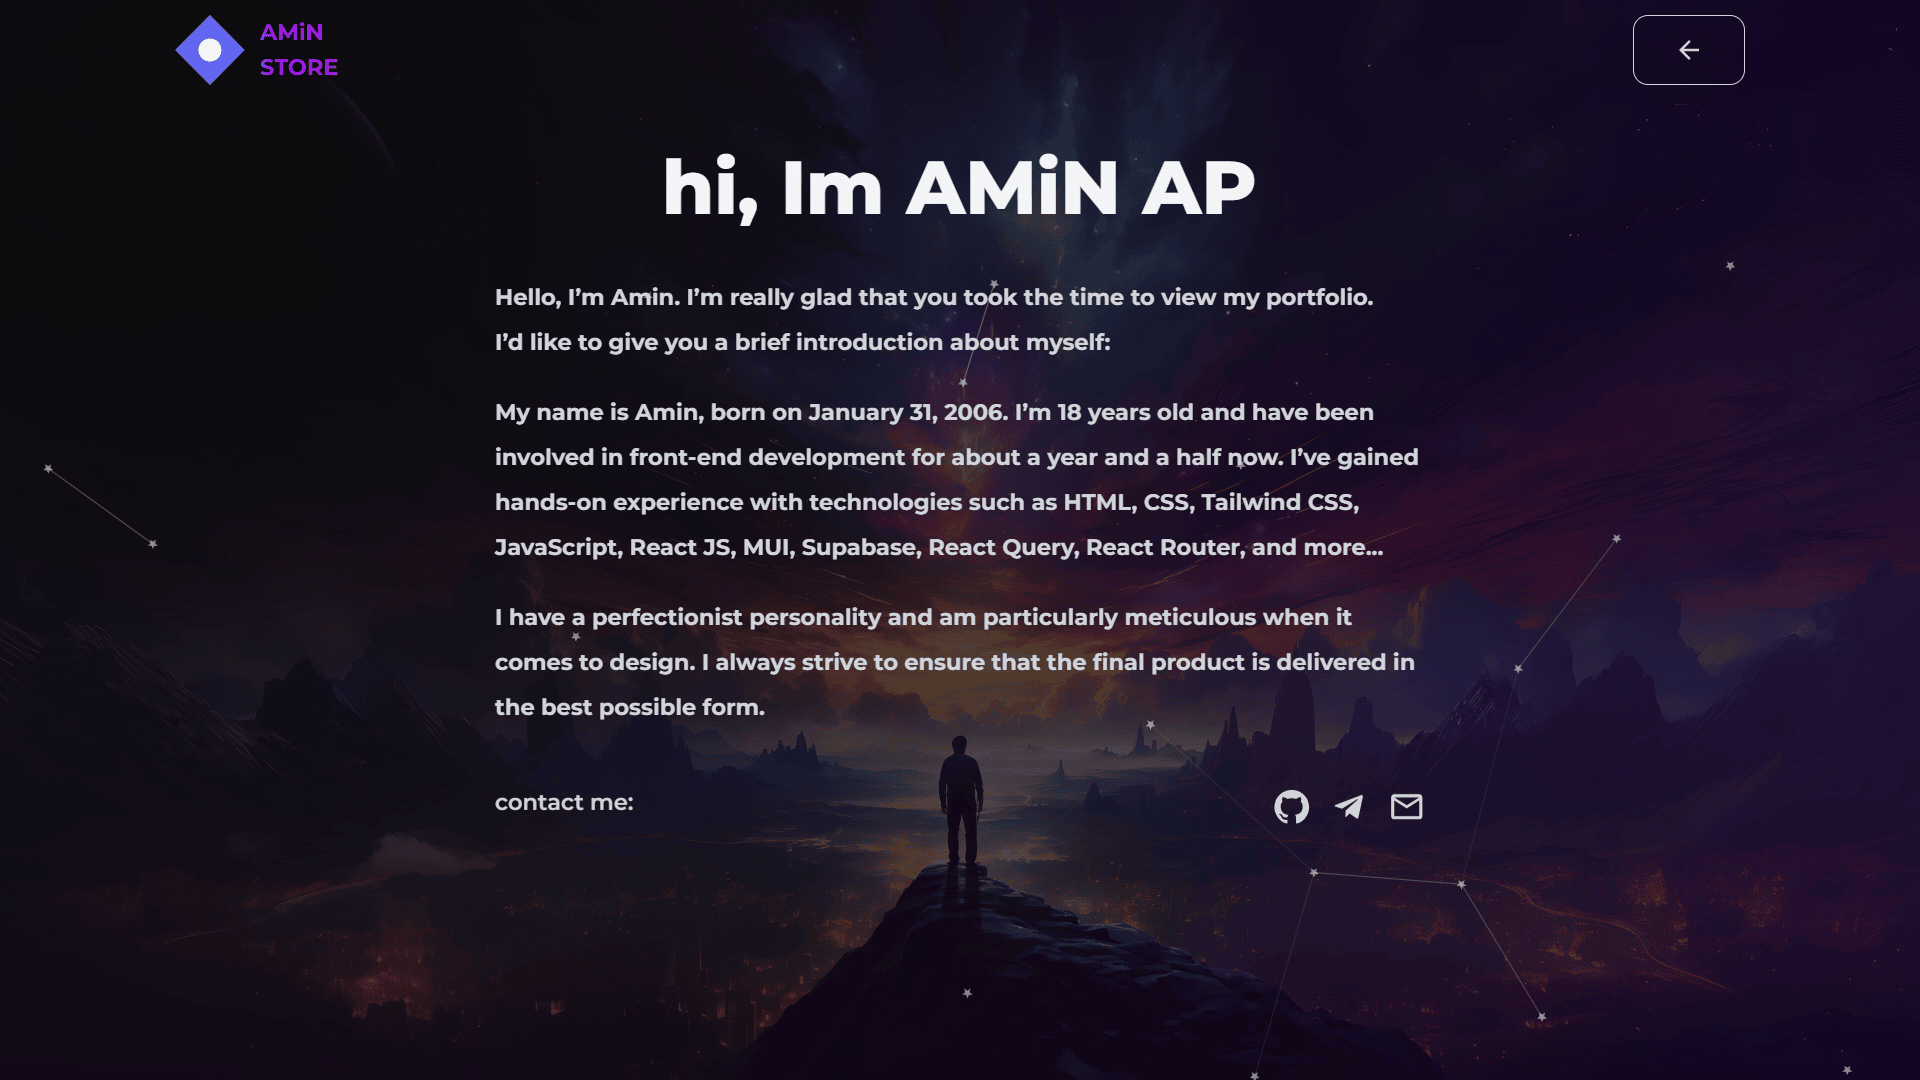 AMiN
STORE
hi, Im AMiN AP
Hello, I’m Amin. I’m really glad that you took the time to view my portfolio.
I’d like to give you a brief introduction about myself:
My name is Amin, born on January 31, 2006. I’m 18 years old and have been
involved in front-end development for about a year and a half now. I’ve gained
hands-on experience with technologies such as HTML, CSS, Tailwind CSS,
JavaScript, React JS, MUI, Supabase, React Query, React Router, and more...
I have a perfectionist personality and am particularly meticulous when it
comes to design. I always strive to ensure that the final product is delivered in
the best possible form.
contact me: